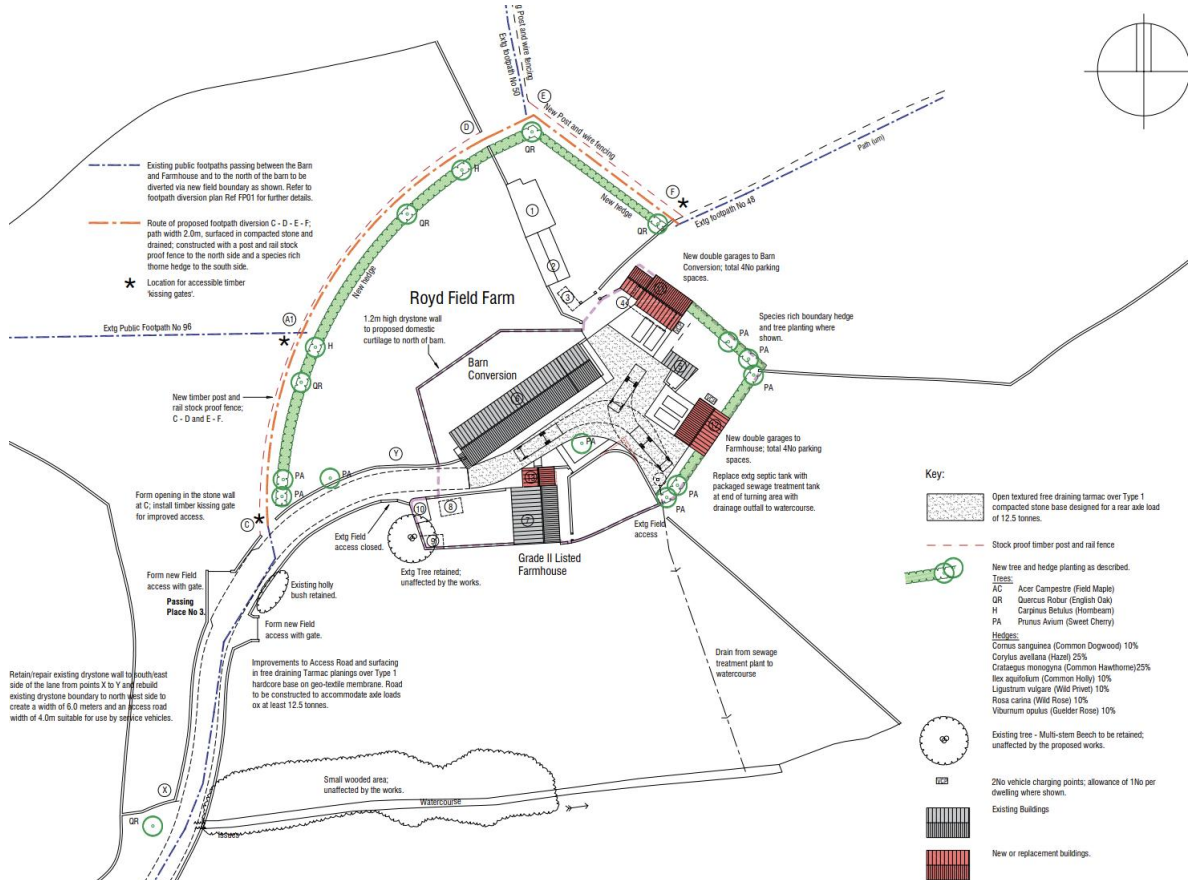 g Post and wire fencing
Extg footpath No 50
E
New Post and wire fencing
D
QR
H
QR
New hedge
F
*
QR
Extg footpath No 48
Path (um)
Existing public footpaths passing between the Barn
and Farmhouse and to the north of the barn to be
diverted via new field boundary as shown. Refer to
footpath diversion plan Ref FP01 for further details.
Route of proposed footpath diversion C - D - E - F;
path width 2.0m, surfaced in compacted stone and
drained; constructed with a post and rail stock
proof fence to the north side and a species rich
thorne hedge to the south side.
* Location for accessible timber
'kissing gates'.
1
2
3
44
New double garages to Barn
Conversion; total 4No parking
spaces.
Royd Field Farm
New hedge
1.2m high drystone wall
to proposed domestic
curtilage to north of barn.
Extg Public Footpath No 96
A1
*
H
QR
Barn
Conversion
6
5
Species rich boundary hedge
and tree planting where
shown.
PA
PA
PA
New timber post and
rail stock proof fence;
C - D and E - F.
Y
PA
PA
PA
PA
New double garages to
Farmhouse; total 4No parking
spaces.
Replace extg septic tank with
packaged sewage treatment tank
at end of turning area with
drainage outfall to watercourse.
PA
PA
Form opening in the stone wall
at C; install timber kissing gate
for improved access.
C
*
10
8
9
7
Extg Field
access closed.
Extg Field
access
Grade II Listed
Farmhouse
Extg Tree retained;
unaffected by the works.
Form new Field
access with gate.
Passing
Place No 3.
Existing holly
bush retained.
Form new Field
access with gate.
Retain/repair existing drystone wall to south/east
side of the lane from points X to Y and rebuild
existing drystone boundary to north west side to
create a width of 6.0 meters and an access road
width of 4.0m suitable for use by service vehicles.
Improvements to Access Road and surfacing
in free draining Tarmac planings over Type 1
hardcore base on geo-textile membrane. Road
to be constructed to accommodate axle loads
ox at least 12.5 tonnes.
Drain from sewage
treatment plant to
watercourse
X
QR
Small wooded area;
unaffected by the works.
Watercourse
Issues
Key:
Open textured free draining tarmac over Type 1
compacted stone base designed for a rear axle load
of 12.5 tonnes.
Stock proof timber post and rail fence
New tree and hedge planting as described.
Trees:
AC Acer Campestre (Field Maple)
QR Quercus Robur (English Oak)
H Carpinus Betulus (Hornbeam)
PA Prunus Avium (Sweet Cherry)
Hedges:
Cornus sanguinea (Common Dogwood) 10%
Corylus avellana (Hazel) 25%
Crataegus monogyna (Common Hawthorne)25%
Ilex aquifolium (Common Holly) 10%
Ligustrum vulgare (Wild Privet) 10%
Rosa carina (Wild Rose) 10%
Viburnum opulus (Guelder Rose) 10%
Existing tree - Multi-stem Beech to be retained;
unaffected by the proposed works.
2No vehicle charging points; allowance of 1No per
dwelling where shown.
Existing Buildings
New or replacement buildings.